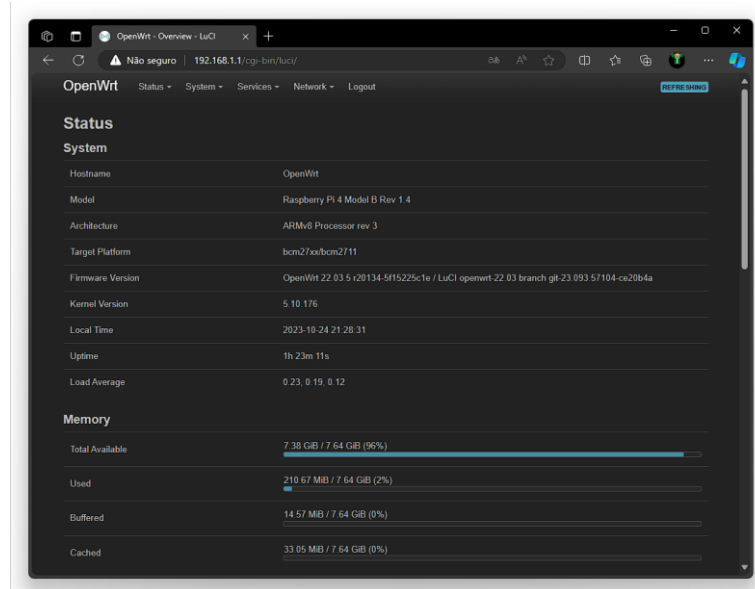 OpenWrt - Overview - LuCI
Não seguro 192.168.1.1/cgi-bin/luci/
OpenWrt Status System Services Network Logout REFRESHING
Status
System
Hostname OpenWrt
Model Raspberry Pi 4 Model B Rev 1.4
Architecture ARMv8 Processor rev 3
Target Platform bcm27xx/bcm2711
Firmware Version OpenWrt 22.03.5 r20134-5f15225c1e / LuCI openwrt-22.03 branch git-23.093.57104-ce20b4a
Kernel Version 5.10.176
Local Time 2023-10-24 21:28:31
Uptime 1h 23m 11s
Load Average 0.23, 0.19, 0.12
Memory
Total Available 7.38 GiB / 7.64 GiB (96%)
Used 210.67 MiB / 7.64 GiB (2%)
Buffered 14.57 MiB / 7.64 GiB (0%)
Cached 33.05 MiB / 7.64 GiB (0%)